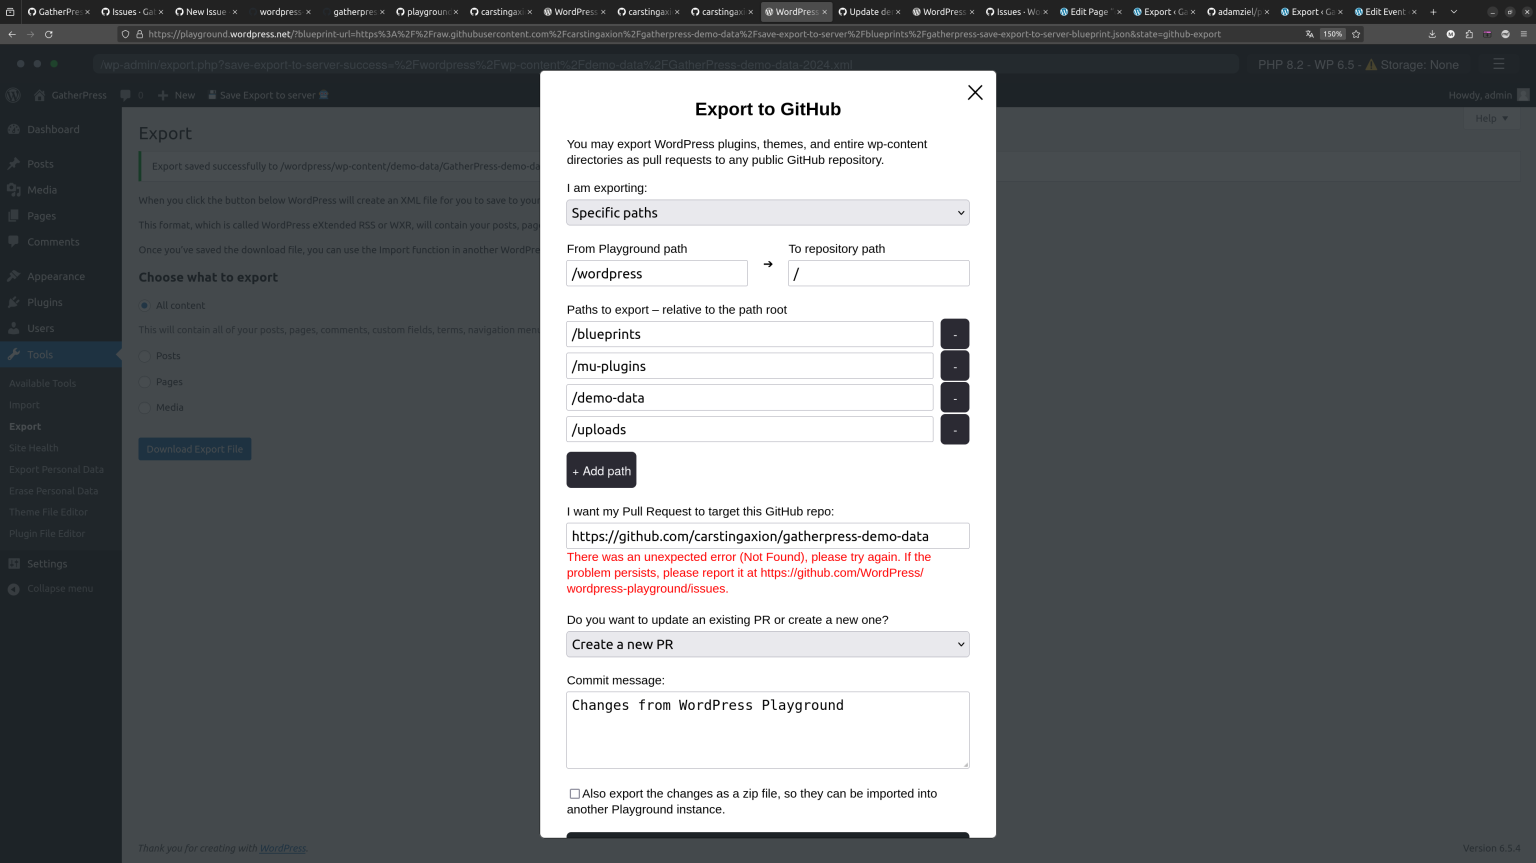 GatherPres
Issues · Ga
New Issue
wordpress
gatherpres
playground
carstingaxi
WordPress
carstingaxi
carstingaxi
WordPress
Update de
WordPress
Issues · Wo
Edit Page "
Export ‹ Ga
adamziel/p
Export ‹ Ga
Edit Event
https://playground.wordpress.net/?blueprint-url=https%3A%2F%2Fraw.githubusercontent.com%2Fcarstingaxion%2Fgatherpress-demo-data%2Fsave-export-to-server%2Fblueprints%2Fgatherpress-save-export-to-server-blueprint.json&state=github-export
150%
/wp-admin/export.php?save-export-to-server-success=%2Fwordpress%2Fwp-content%2Fdemo-data%2FGatherPress-demo-data-2024.xml
PHP 8.2 - WP 6.5 - Storage: None
GatherPress
0
New
Save Export to server
Howdy, admin
Help
Dashboard
Posts
Media
Pages
Comments
Appearance
Plugins
Users
Tools
Available Tools
Import
Export
Site Health
Export Personal Data
Erase Personal Data
Theme File Editor
Plugin File Editor
Settings
Collapse menu
Export
Export saved successfully to /wordpress/wp-content/demo-data/GatherPress-demo-da
When you click the button below WordPress will create an XML file for you to save to your
This format, which is called WordPress eXtended RSS or WXR, will contain your posts, pag
Once you've saved the download file, you can use the Import function in another WordPre
Choose what to export
All content
This will contain all of your posts, pages, comments, custom fields, terms, navigation men
Posts
Pages
Media
Download Export File
Thank you for creating with WordPress.
Version 6.5.4
Export to GitHub
You may export WordPress plugins, themes, and entire wp-content
directories as pull requests to any public GitHub repository.
I am exporting:
Specific paths
From Playground path
To repository path
/wordpress
➔
/
Paths to export – relative to the path root
/blueprints
-
/mu-plugins
-
/demo-data
-
/uploads
-
+ Add path
I want my Pull Request to target this GitHub repo:
https://github.com/carstingaxion/gatherpress-demo-data
There was an unexpected error (Not Found), please try again. If the
problem persists, please report it at https://github.com/WordPress/
wordpress-playground/issues.
Do you want to update an existing PR or create a new one?
Create a new PR
Commit message:
Changes from WordPress Playground
Also export the changes as a zip file, so they can be imported into
another Playground instance.